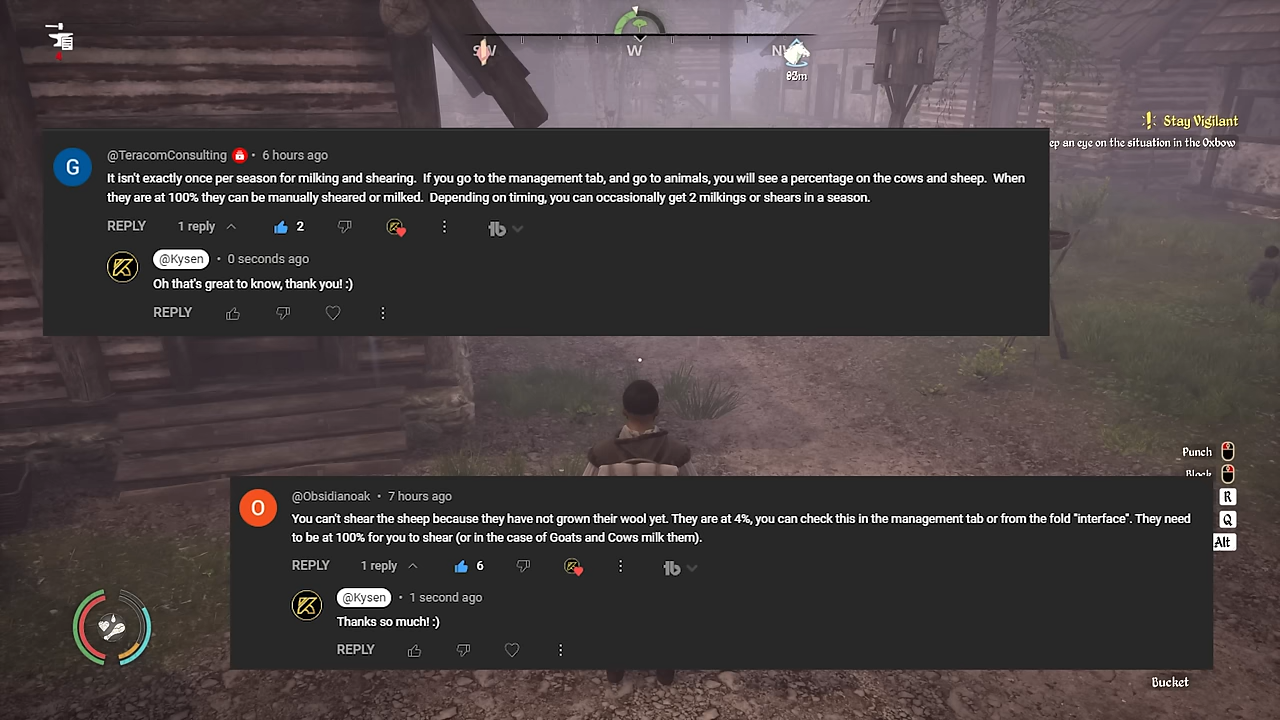 SW
W
NW
93m
Stay Vigilant
ep an eye on the situation in the Oxbow
G
@TeracomConsulting • 6 hours ago
It isn't exactly once per season for milking and shearing. If you go to the management tab, and go to animals, you will see a percentage on the cows and sheep. When
they are at 100% they can be manually sheared or milked. Depending on timing, you can occasionally get 2 milkings or shears in a season.
REPLY 1 reply 2
@Kysen • 0 seconds ago
Oh that's great to know, thank you! :)
REPLY
Punch
Block
R
Q
Alt
O
@Obsidianoak • 7 hours ago
You can't shear the sheep because they have not grown their wool yet. They are at 4%, you can check this in the management tab or from the fold "interface". They need
to be at 100% for you to shear (or in the case of Goats and Cows milk them).
REPLY 1 reply 6
@Kysen • 1 second ago
Thanks so much! :)
REPLY
Bucket